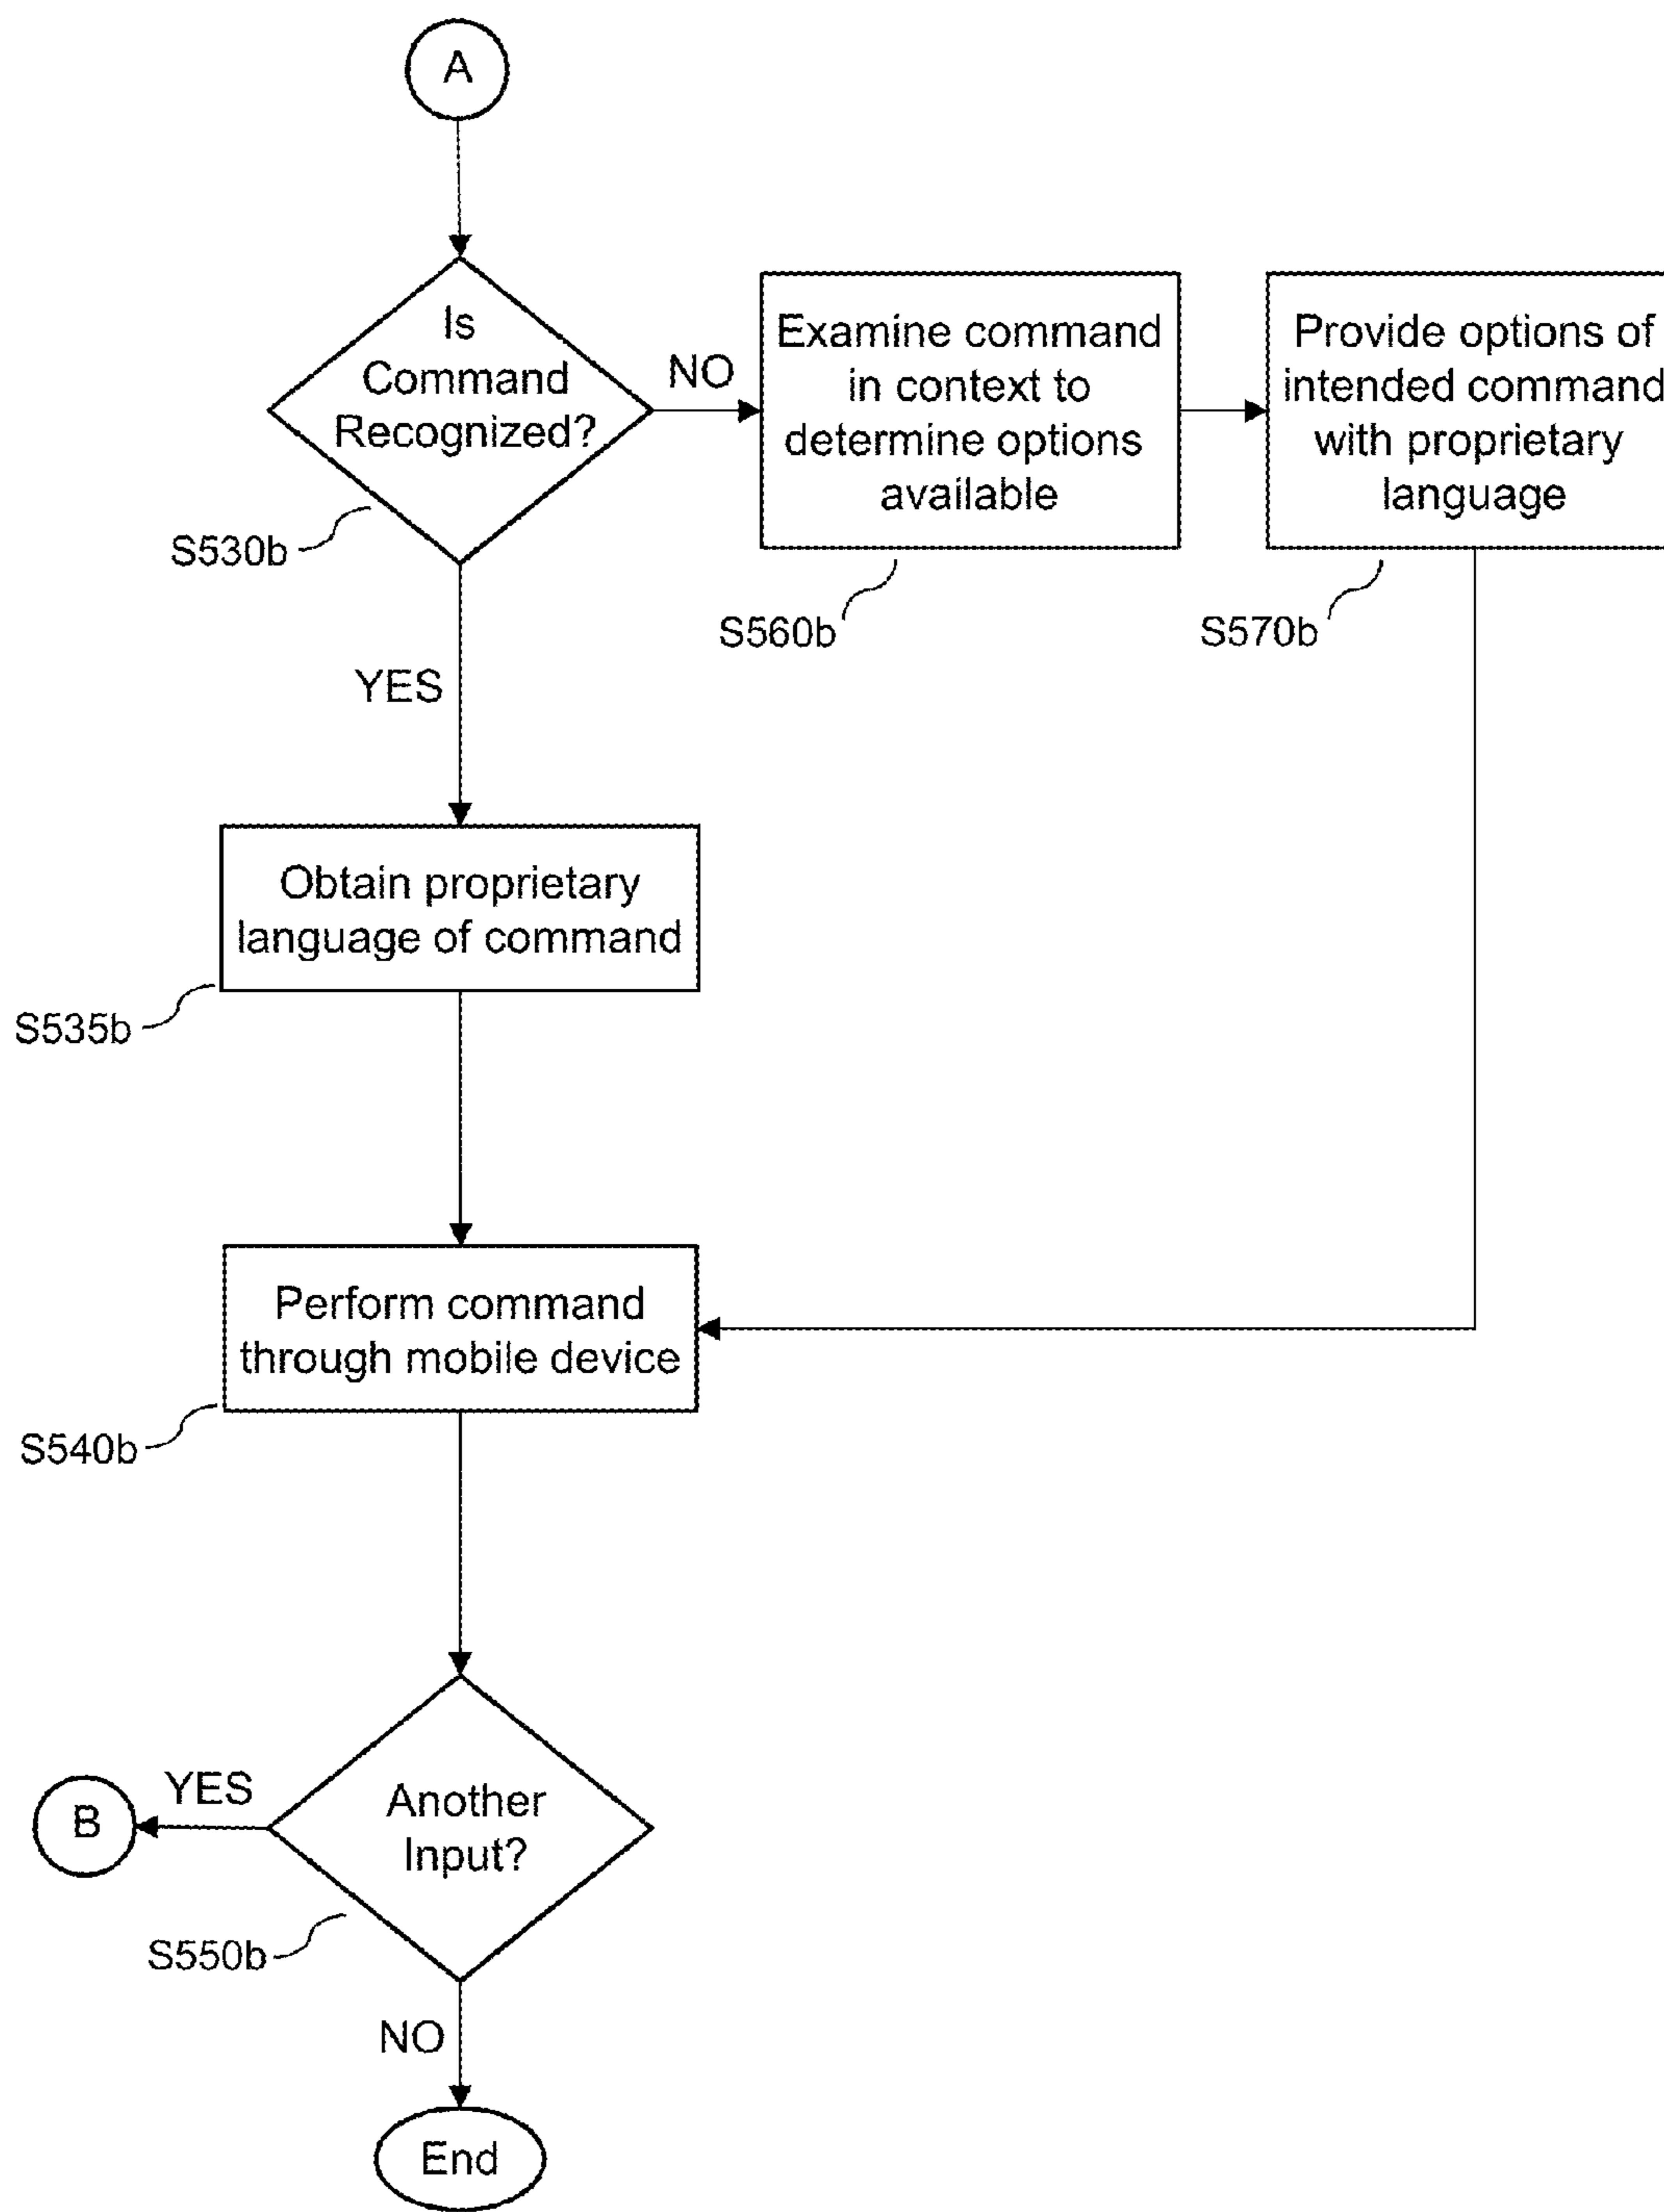 A
Is
Command
Recognized?
S530b
NO
Examine command
in context to
determine options
available
S560b
Provide options of
intended command
with proprietary
language
S570b
YES
Obtain proprietary
language of command
S535b
Perform command
through mobile device
S540b
Another
Input?
S550b
YES
B
NO
End